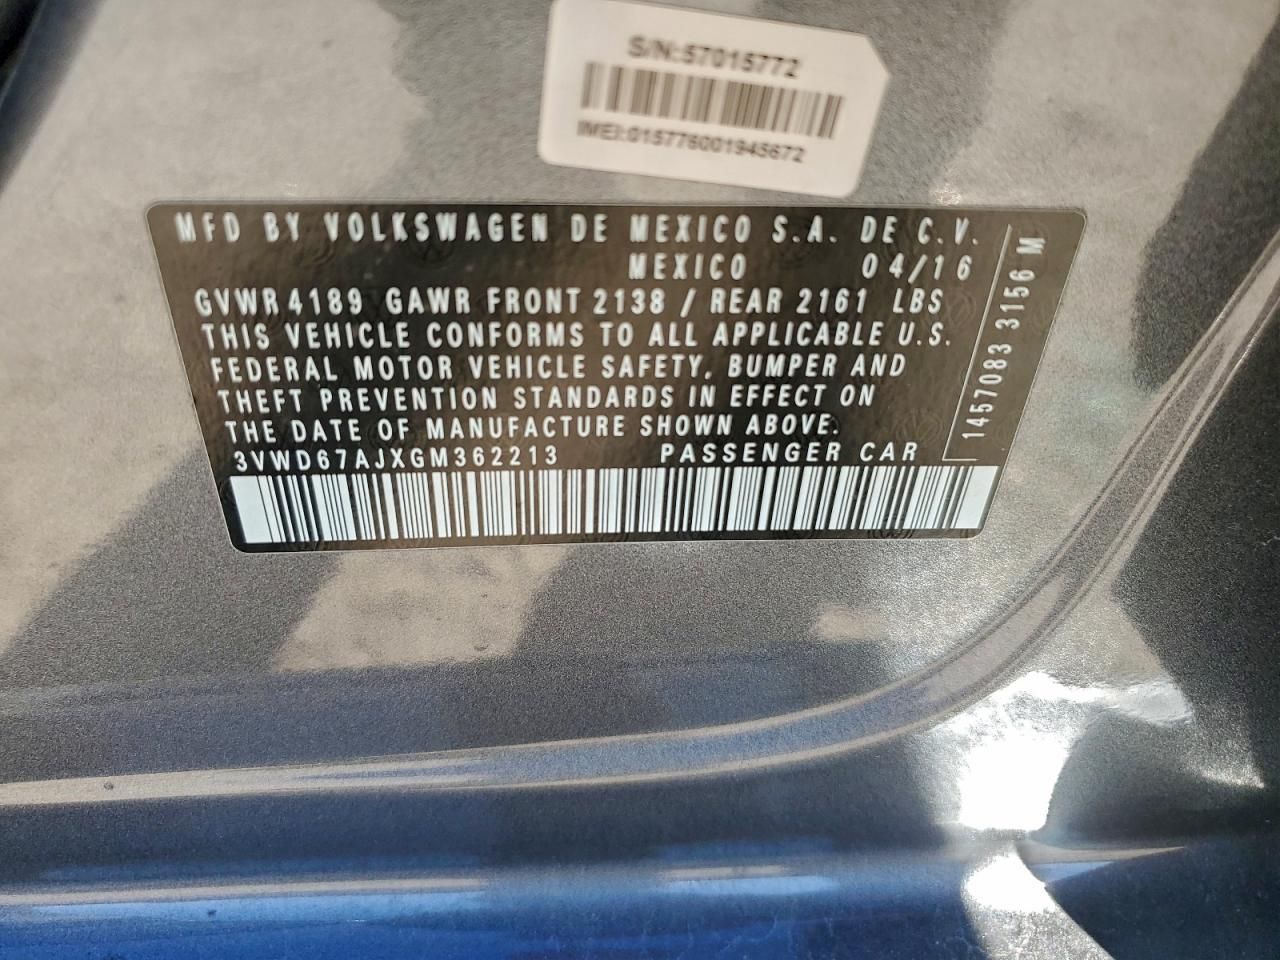 S/N:57015772
IMEI:015776001945672
MFD BY VOLKSWAGEN DE MEXICO S.A. DE C.V.
MEXICO 04/16
GVWR 4189 GAWR FRONT 2138 / REAR 2161 LBS
THIS VEHICLE CONFORMS TO ALL APPLICABLE U.S.
FEDERAL MOTOR VEHICLE SAFETY, BUMPER AND
THEFT PREVENTION STANDARDS IN EFFECT ON
THE DATE OF MANUFACTURE SHOWN ABOVE.
3VWD67AJXGM362213 PASSENGER CAR
1457083 3156 M